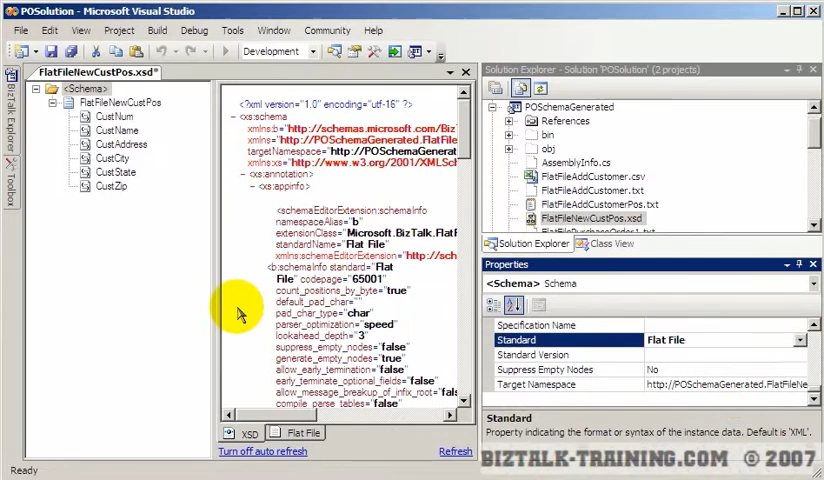 POSolution - Microsoft Visual Studio
File Edit View Project Build Debug Tools Window Community Help
Development
FlatFileNewCustPos.xsd*
BizTalk Explorer
Toolbox
<Schema>
FlatFileNewCustPos
CustNum
CustName
CustAddress
CustCity
CustState
CustZip
<?xml version="1.0" encoding="utf-16" ?>
- <xs:schema
xmlns:b="http://schemas.microsoft.com/Biz
xmlns="http://POSchemaGenerated.FlatFileN
targetNamespace="http://POSchemaGenerated
xmlns:xs="http://www.w3.org/2001/XMLSch
- <xs:annotation>
- <xs:appinfo>
<schemaEditorExtension:schemaInfo
namespaceAlias="b"
extensionClass="Microsoft.BizTalk.FlatF
standardName="Flat File"
xmlns:schemaEditorExtension="http://sc
<b:schemaInfo standard="Flat
File" codepage="65001"
count_positions_by_byte="true"
default_pad_char=""
pad_char_type="char"
parser_optimization="speed"
lookahead_depth="3"
suppress_empty_nodes="false"
generate_empty_nodes="true"
allow_early_termination="false"
early_terminate_optional_fields="false"
allow_message_breakup_of_infix_root="fal
compile_parse_tables="false"
XSD Flat File
Turn off auto refresh Refresh
Solution Explorer - Solution 'POSolution' (2 projects)
POSchemaGenerated
References
bin
obj
AssemblyInfo.cs
FlatFileAddCustomer.csv
FlatFileAddCustomer.txt
FlatFileAddCustomerPos.txt
FlatFileNewCustPos.xsd
FlatFilePurchaseOrder1.txt
Solution Explorer Class View
Properties
<Schema> Schema
Specification Name
Standard Flat File
Standard Version
Suppress Empty Nodes No
Target Namespace http://POSchemaGenerated.FlatFileNe
Standard
Property indicating the format or syntax of the instance data. Default is 'XML'.
BIZTALK-TRAINING.COM © 2007
Ready